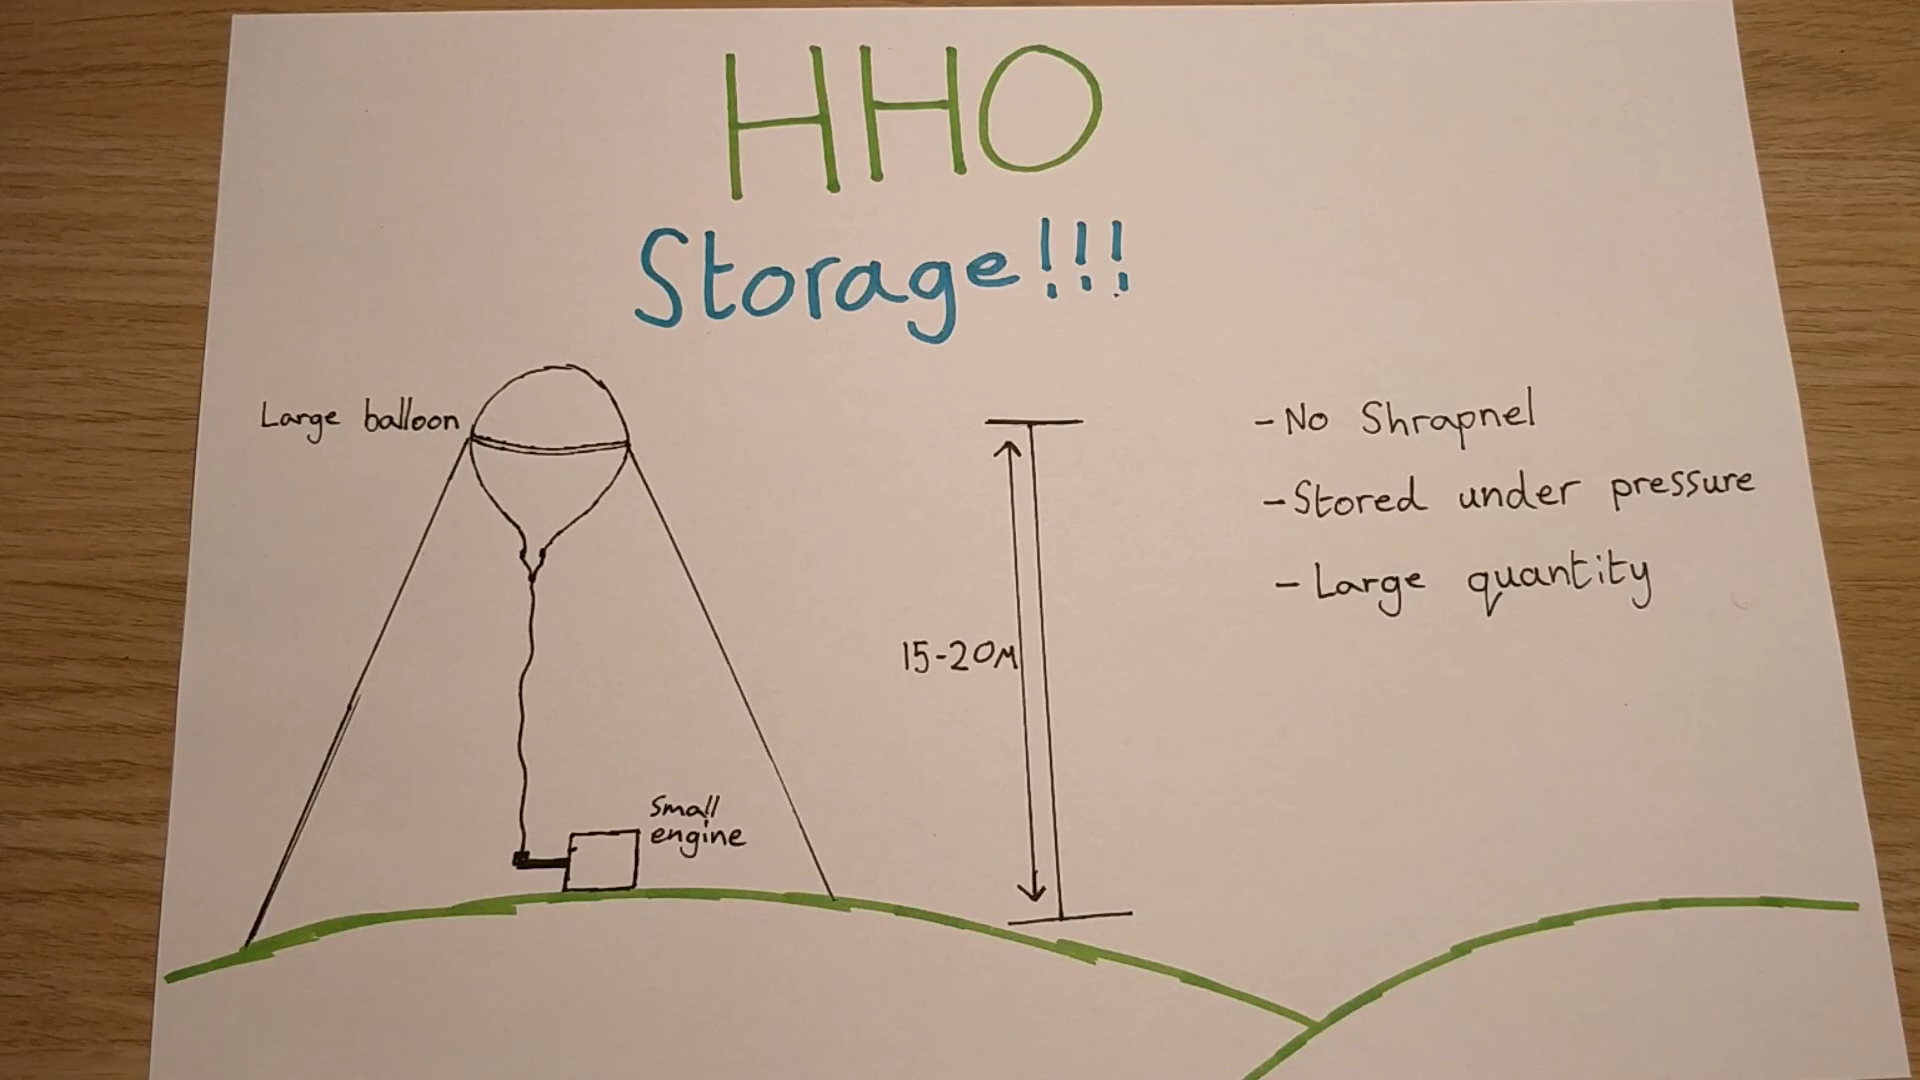 HHO
Storage!!!
Large balloon
- No Shrapnel
- Stored under pressure
- Large quantity
15-20M
Small
engine